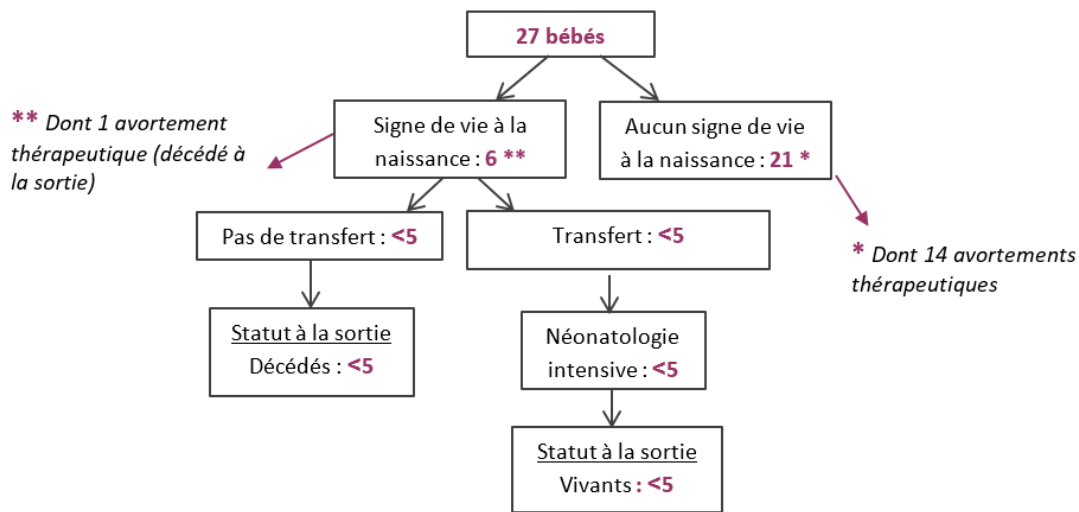 27 bébés
** Dont 1 avortement
thérapeutique (décédé à
la sortie)
Signe de vie à la
naissance : 6 **
Aucun signe de vie
à la naissance : 21 *
Pas de transfert : <5
Transfert : <5
* Dont 14 avortements
thérapeutiques
Statut à la sortie
Décédés : <5
Néonatologie
intensive : <5
Statut à la sortie
Vivants : <5